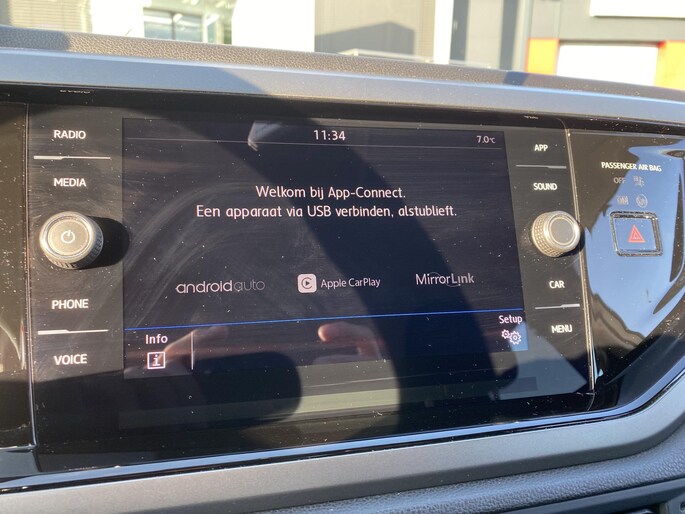 RADIO
MEDIA
PHONE
VOICE
11:34
7.0°C
Welkom bij App-Connect.
Een apparaat via USB verbinden, alstublieft.
androidauto
Apple CarPlay
MirrorLink
Info
i
Setup
APP
SOUND
CAR
MENU
PASSENGER AIR BAG
OFF